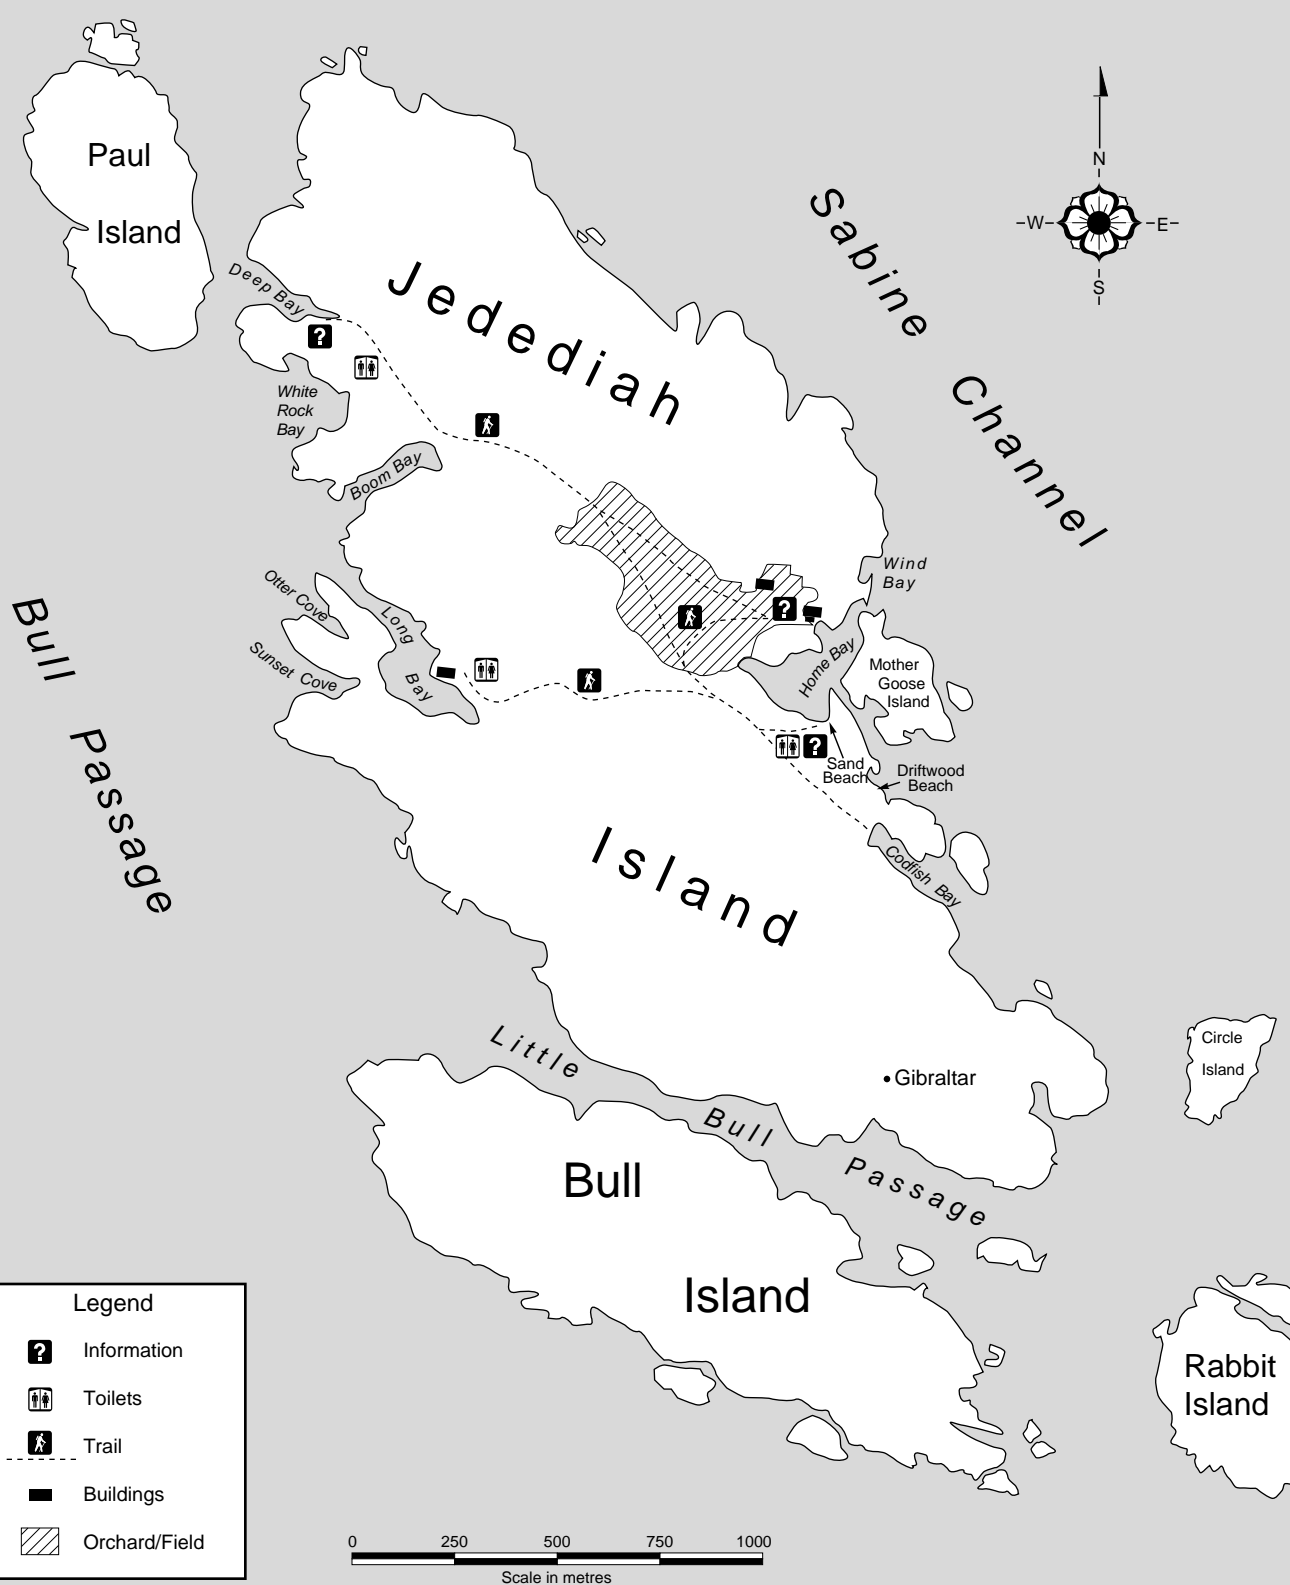 Paul
Island
N
W
E
S
Sabine Channel
Deep Bay
Jedediah
White
Rock
Bay
Boom Bay
Wind
Bay
Otter Cove
Long
Bay
Sunset Cove
Home Bay
Mother
Goose
Island
Bull Passage
Sand
Beach
Driftwood
Beach
Island
Codfish Bay
Little Bull Passage
Gibraltar
Circle
Island
Bull
Island
Rabbit
Island
Legend
? Information
Toilets
Trail
Buildings
Orchard/Field
0 250 500 750 1000
Scale in metres